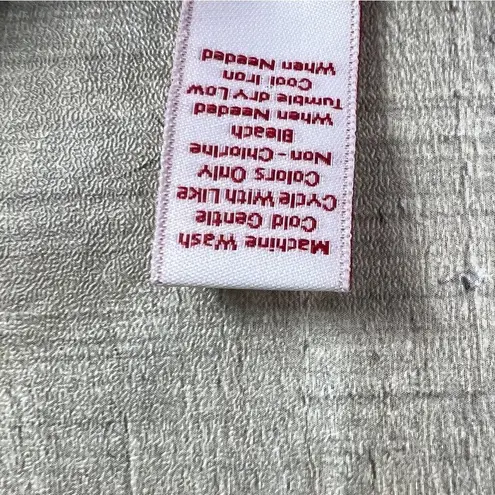 Machine Wash
Cold Gentle
Cycle With Like
Colors Only
Non-Chlorine
Bleach
When Needed
Tumble dry Low
Cool Iron
When Needed